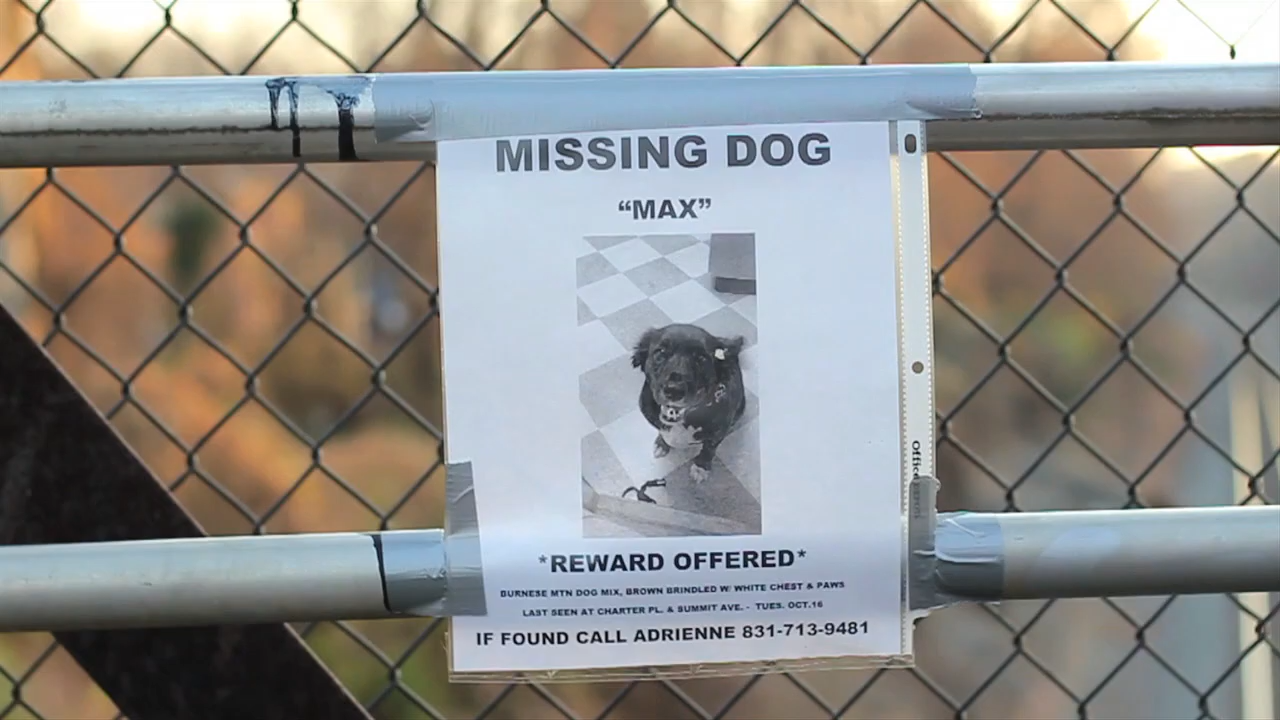 MISSING DOG
“MAX”
*REWARD OFFERED*
BURNESE MTN DOG MIX, BROWN BRINDLED W/ WHITE CHEST & PAWS
LAST SEEN AT CHARTER PL. & SUMMIT AVE. - TUES. OCT.16
IF FOUND CALL ADRIENNE 831-713-9481